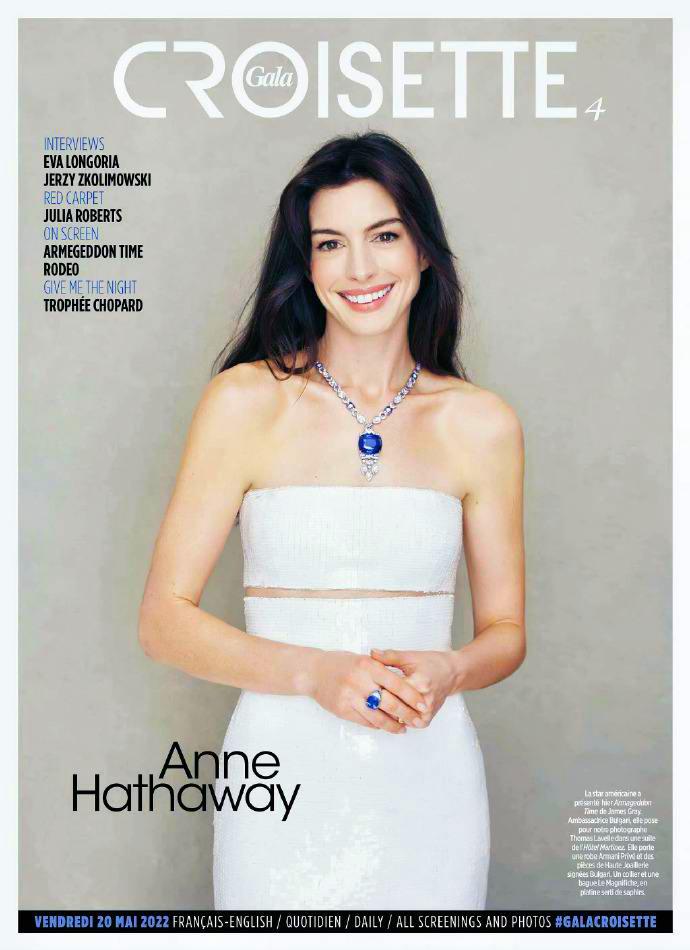 CROISETTE
Gala
4
INTERVIEWS
EVA LONGORIA
JERZY ZKOLIMOWSKI
RED CARPET
JULIA ROBERTS
ON SCREEN
ARMEGEDDON TIME
RODEO
GIVE ME THE NIGHT
TROPHÉE CHOPARD
Anne
Hathaway
La star américaine a
présenté hier Armageddon
Time de James Gray.
Ambassadrice Bulgari, elle pose
pour notre photographe
Thomas Lavelle dans une suite
de l'Hôtel Martinez. Elle porte
une robe Armani Privé et des
pièces de Haute Joaillerie
signées Bulgari. Un collier et une
bague Le Magnifiche, en
platine serti de saphirs.
VENDREDI 20 MAI 2022 FRANÇAIS-ENGLISH / QUOTIDIEN / DAILY / ALL SCREENINGS AND PHOTOS #GALACROISETTE